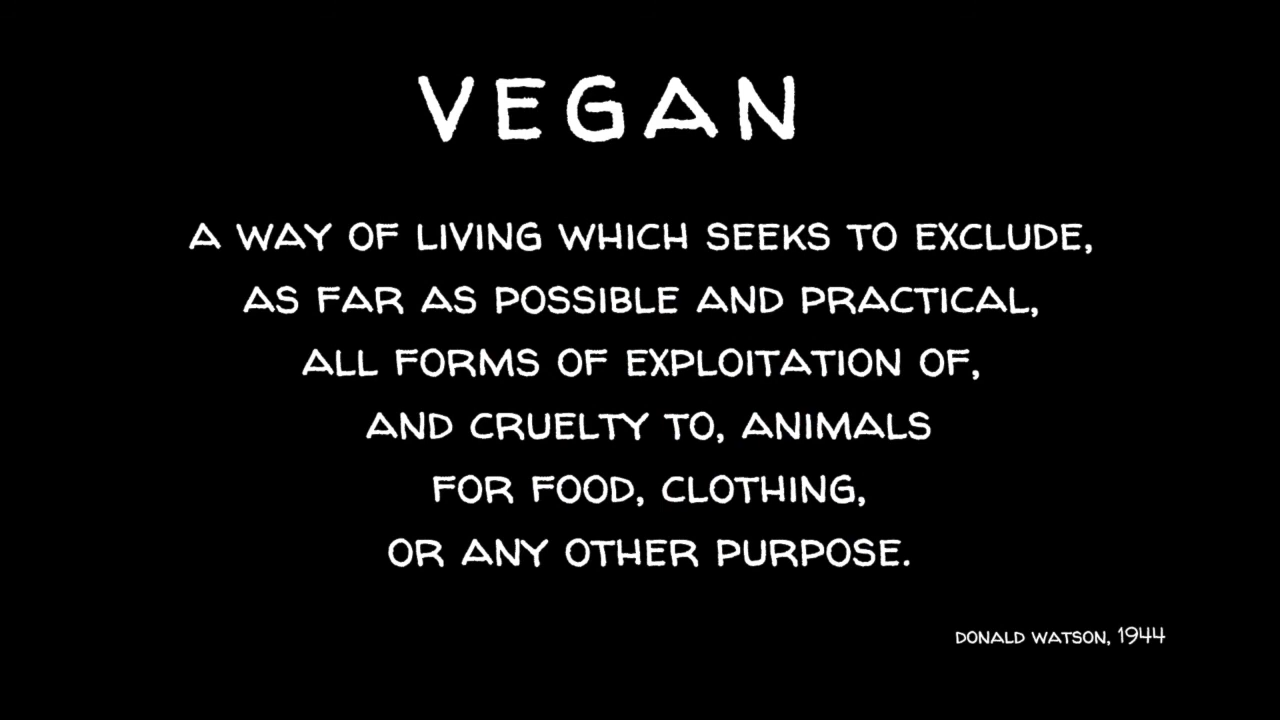 VEGAN
A WAY OF LIVING WHICH SEEKS TO EXCLUDE,
AS FAR AS POSSIBLE AND PRACTICAL,
ALL FORMS OF EXPLOITATION OF,
AND CRUELTY TO, ANIMALS
FOR FOOD, CLOTHING,
OR ANY OTHER PURPOSE.
DONALD WATSON, 1944